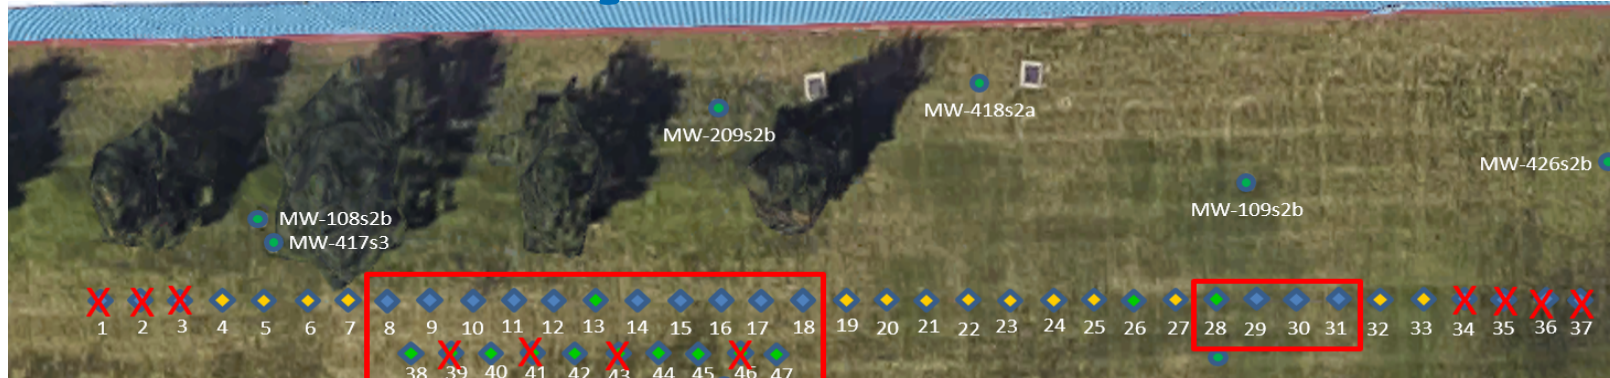 MW-418s2a
MW-209s2b
MW-426s2b
MW-109s2b
MW-108s2b
MW-417s3
1 2 3 4 5 6 7 8 9 10 11 12 13 14 15 16 17 18 19 20 21 22 23 24 25 26 27 28 29 30 31 32 33 34 35 36 37
38 39 40 41 42 43 44 45 46 47